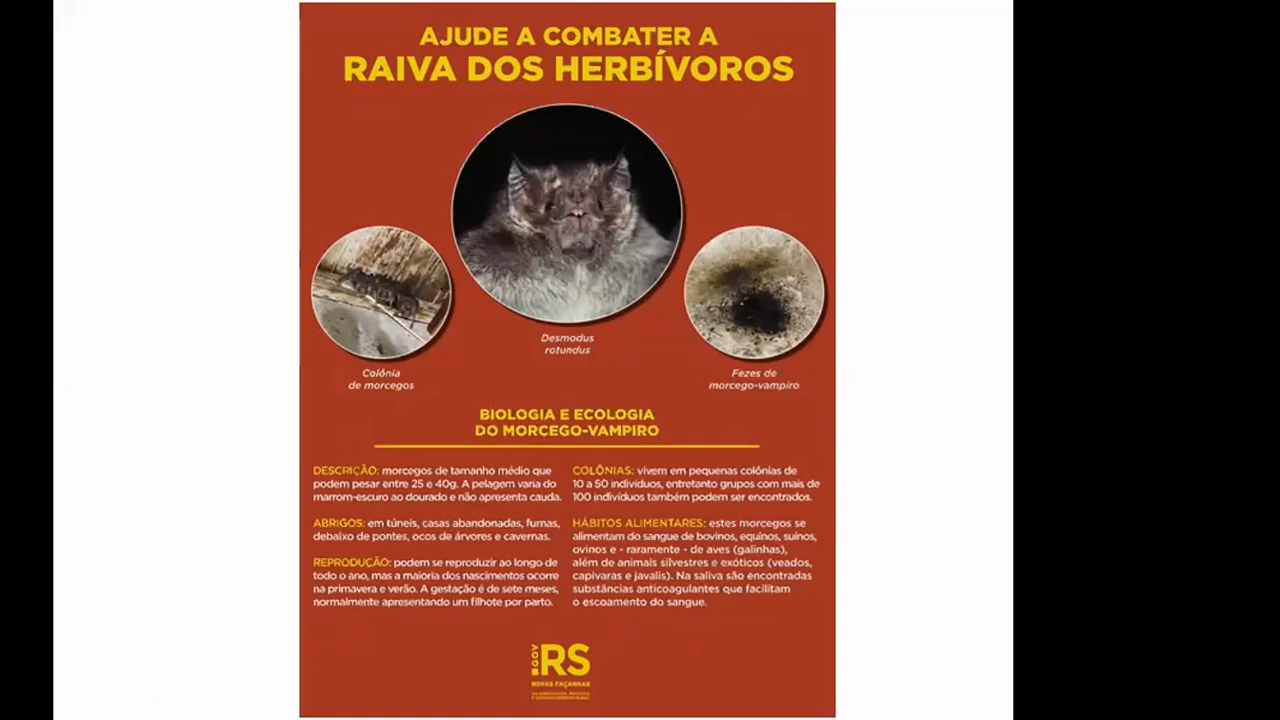 AJUDE A COMBATER A
RAIVA DOS HERBÍVOROS
Desmodus
rotundus
Colônia
de morcegos
Fezes de
morcego-vampiro
BIOLOGIA E ECOLOGIA
DO MORCEGO-VAMPIRO
DESCRIÇÃO: morcegos de tamanho médio que
podem pesar entre 25 e 40g. A pelagem varia do
marrom-escuro ao dourado e não apresenta cauda.
ABRIGOS: em túneis, casas abandonadas, furnas,
debaixo de pontes, ocos de árvores e cavernas.
REPRODUÇÃO: podem se reproduzir ao longo de
todo o ano, mas a maioria dos nascimentos ocorre
na primavera e verão. A gestação é de sete meses,
normalmente apresentando um filhote por parto.
COLÔNIAS: vivem em pequenas colônias de
10 a 50 indivíduos, entretanto grupos com mais de
100 indivíduos também podem ser encontrados.
HÁBITOS ALIMENTARES: estes morcegos se
alimentam do sangue de bovinos, equinos, suínos,
ovinos e - raramente - de aves (galinhas),
além de animais silvestres e exóticos (veados,
capivaras e javalis). Na saliva são encontradas
substâncias anticoagulantes que facilitam
o escoamento do sangue.
.GOV
RS
NOVAS FAÇANHAS